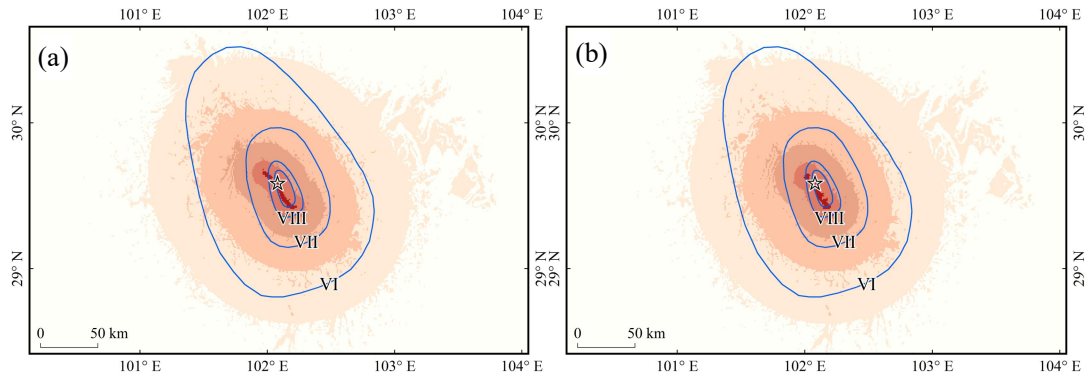 101° E 102° E 103° E 104° E 101° E 102° E 103° E 104° E
(a) (b)
30° N 30° N 30° N 30° N
VIII VIII
VII VII
29° N 29° N 29° N 29° N
VI VI
0 50 km 0 50 km
101° E 102° E 103° E 104° E 101° E 102° E 103° E 104° E